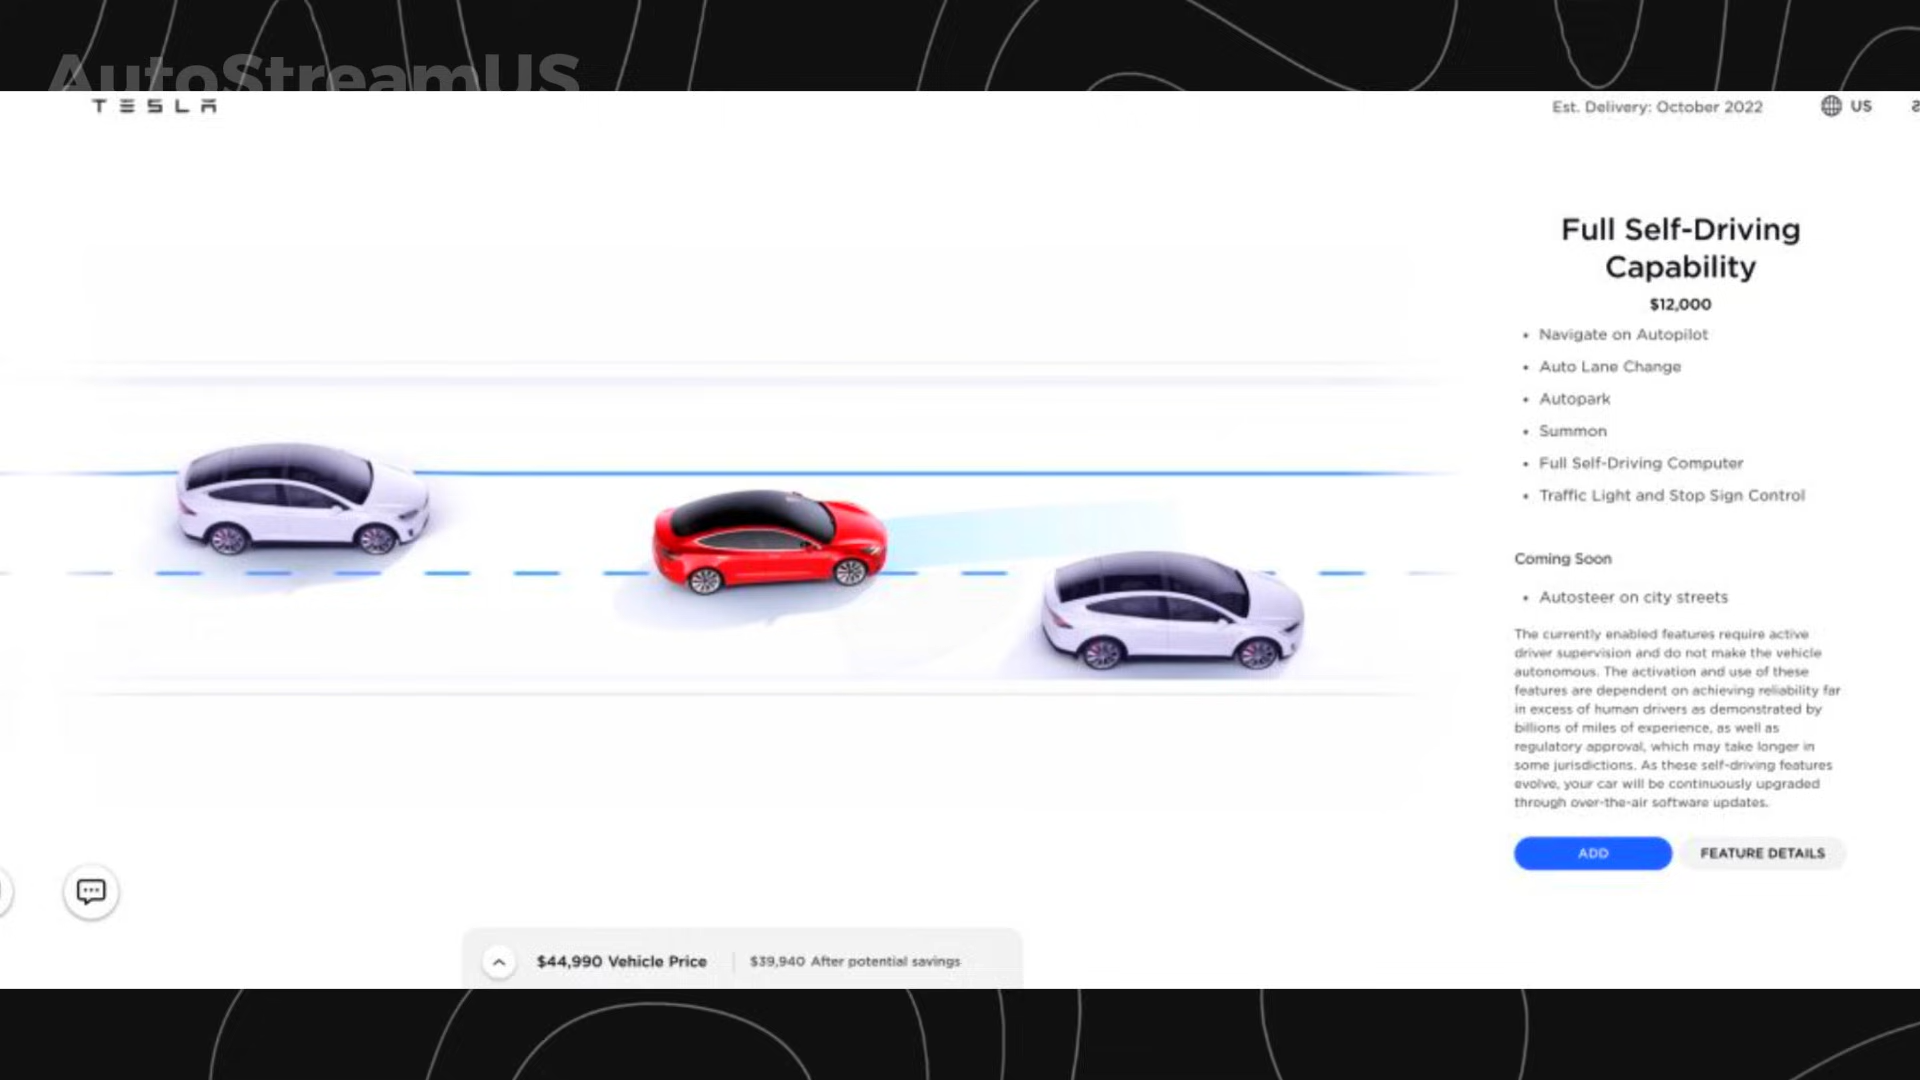 AutoStreamUS
TESLA
Est. Delivery: October 2022
US
Full Self-Driving
Capability
$12,000
• Navigate on Autopilot
• Auto Lane Change
• Autopark
• Summon
• Full Self-Driving Computer
• Traffic Light and Stop Sign Control
Coming Soon
• Autosteer on city streets
The currently enabled features require active
driver supervision and do not make the vehicle
autonomous. The activation and use of these
features are dependent on achieving reliability far
in excess of human drivers as demonstrated by
billions of miles of experience, as well as
regulatory approval, which may take longer in
some jurisdictions. As these self-driving features
evolve, your car will be continuously upgraded
through over-the-air software updates.
ADD
FEATURE DETAILS
$44,990 Vehicle Price
$39,940 After potential savings